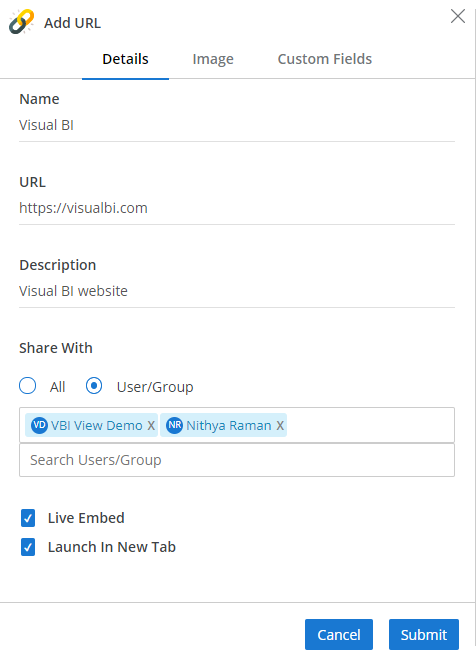 Add URL
Details Image Custom Fields
Name
Visual BI
URL
https://visualbi.com
Description
Visual BI website
Share With
All User/Group
VD VBI View Demo X NR Nithya Raman X
Search Users/Group
Live Embed
Launch In New Tab
Cancel Submit